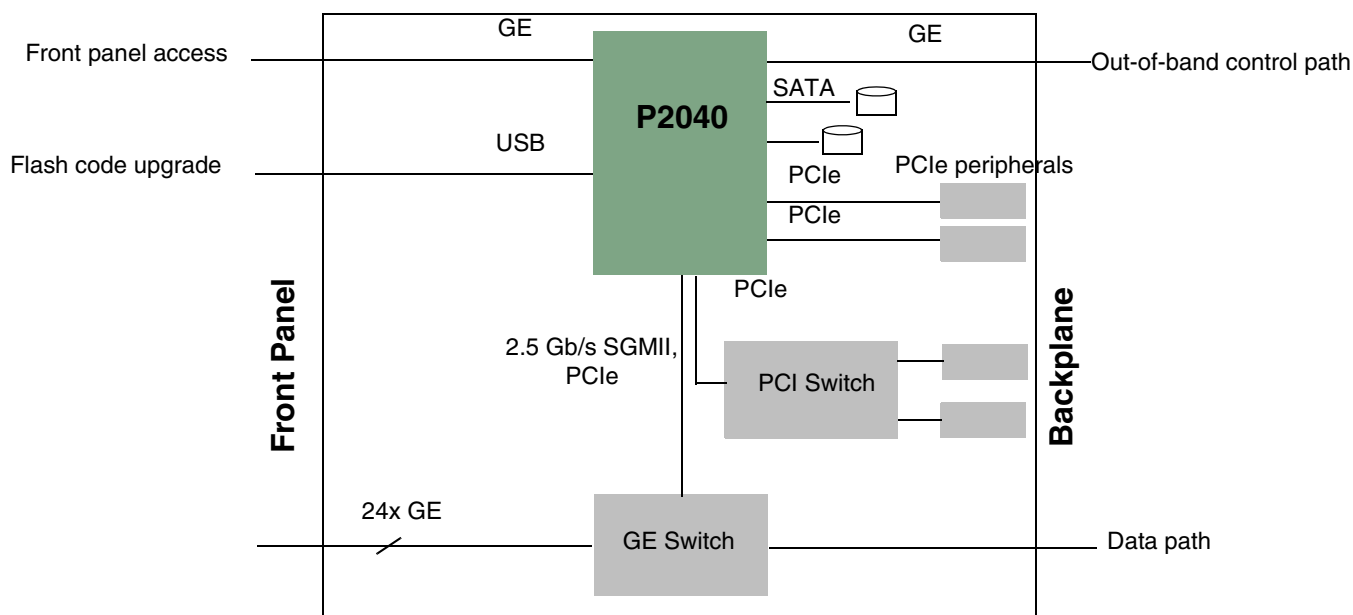 GE
GE
Front panel access
Out-of-band control path
SATA
P2040
USB
Flash code upgrade
PCIe
PCIe peripherals
PCIe
PCIe
Front Panel
Backplane
2.5 Gb/s SGMII,
PCIe
PCI Switch
24x GE
GE Switch
Data path